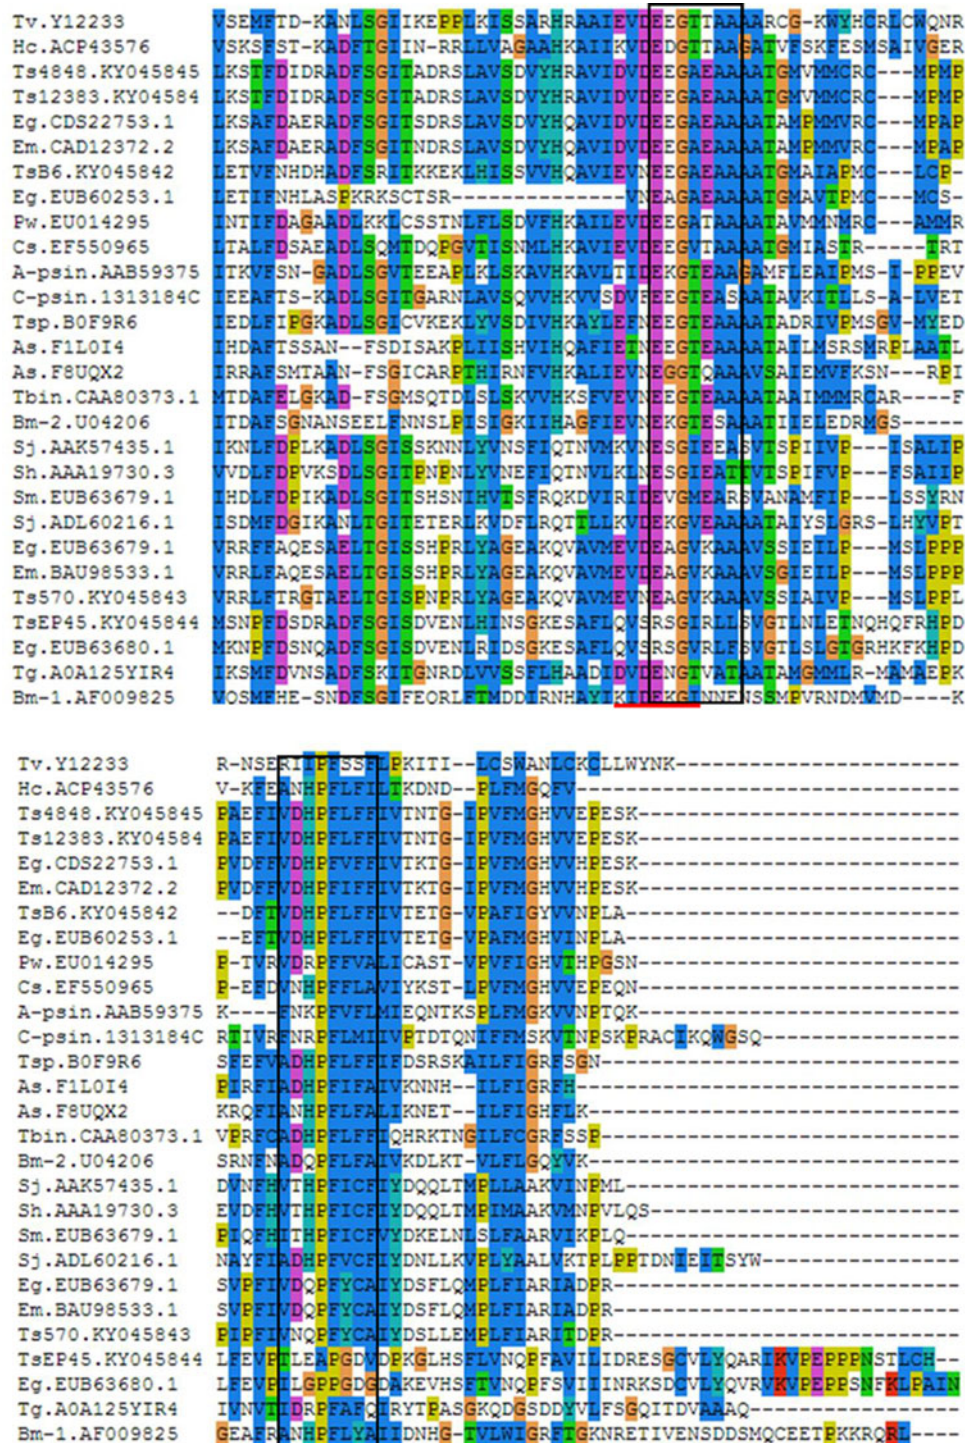 Tv.Y12233 VSEMFTD-KANLSGIIKEPPLKISSARHRAAIEVDEEGTTAAAARCG-KWYHCRLCWQNR
Hc.ACP43576 VSKSFST-KADFTGIIN-RRLLVAGAAHKAIIKVDEDGTTAAGATVFSKFESMSAIVGER
Ts4848.KY045845 LKSTFDIDRADFSGITADRSLAVSDVYHRAVIDVDEEGAEAAAATGMVMMCRC---MPMP
Ts12383.KY04584 LKSTFDIDRADFSGITADRSLAVSDVYHRAVIDVDEEGAEAAAATGMVMMCRC---MPMP
Eg.CDS22753.1 LKSAFDAERADFSGITSDRSLAVSDVYHQAVIDVDEEGAEAAAATAMPMMVRC---MPAP
Em.CAD12372.2 LKSAFDAERADFSGITNDRSLAVSDVYHQAVIDVDEEGAEAAAATAMPMMVRC---MPAP
TsB6.KY045842 LETVFNHDHADFSRITKKEKLHISSVVHQAVIEVNEEGAEAAAATGMAIAPMC---LCP-
Eg.EUB60253.1 LETIFNHLASPKRKSCTSR-----------VNEAGAEAAAATGMAVTPMC---MCS-
Pw.EU014295 INTIFDAGAADLKKLCSSTNLFLSDVFHKAILEVDEEGATAAAATAVMMNRC---AMMR
Cs.EF550965 LTALFDSAEADLSQMTDQPGVTISNMLHKAVIEVDEEGVTAAAATGMIASTR-----TRT
A-psin.AAB59375 ITKVFSN-GADLSGVTEEAPLKLSKAVHKAVLTIDEKGTEAAGAMFLEAIPMS-I-PPEV
C-psin.1313184C IEEAFTS-KADLSGITGARNLAVSQVVHKVVSDVFEEGTEASAATAVKITLLS-A-LVET
Tsp.B0F9R6 IEDLFIPGKADLSGICVKEKLYVSDIVHKAYLEFNEEGTEAAAATADRIVPMSGV-MYED
As.F1L0I4 IHDAFTSSAN--FSDISAKPLIISHVIHQAFIETNEEGTEAAAATAILMSRSMRPLAATL
As.F8UQX2 IRRAFSMTAAN-FSGICARPTHIRNFVHKALIEVNEGGTQAAAVSAIEMVFKSN---RPI
Tbin.CAA80373.1 MTDAFELGKAD-FSGMSQTDLSLSKVVHKSFVEVNEEGTEAAAATAAIMMMRCAR----F
Bm-2.U04206 ITDAFSGNANSEELFNNSLPISIGKIIHAGFIEVNEKGTESAAATIIELEDRMGS-----
Sj.AAK57435.1 IKNLFDPLKADLSGISSKNNLYVNSFIQTNVMKVNESGIEEASVTSPIIVP---ISALIP
Sh.AAA19730.3 VVDLFDPVKSDLSGITPNPNLYVNEFIQTNVLKLNESGIEATTVTSPIFVP---FSAIIP
Sm.EUB63679.1 IHDLFDPIKADLSGITSHSNIHVTSFRQKDVIRIDEVGMEARSVANAMFIP---LSSYRN
Sj.ADL60216.1 ISDMFDGIKANLTGITETERLKVDFLRQTTLLKVDEKGVEAAAATAIYSLGRS-LHYVPT
Eg.EUB63679.1 VRRFFAQESAELTGISSHPRLYAGEAKQVAVMEVDEAGVKAAAVSSIEILP---MSLPPP
Em.BAU98533.1 VRRLFAQESAELTGISSHPRLYAGEAKQVAVMEVDEAGVKAAAVSGIEILP---MSLPPP
Ts570.KY045843 VRRLFTRGTAELTGISPNPRLYAGEAKQVAVMEVNEAGVKAAAVSSIAIVP---MSLPPL
TsEP45.KY045844 MSNPFDSDRADFSGISDVENLHINSGKESAFLQVSRSGIRLLSVGTLNLETNQHQFRHPD
Eg.EUB63680.1 MKNPFDSNQADFSGISDVENLRIDSGKESAFLQVSRSGVRLFSVGTLSLGTGRHKFKHPD
Tg.A0A125YIR4 IKSMFDVNSADFSKITGNRDLVVSSFLHAADIDVDENGTVATAATAMGMMLR-MAMAEPK
Bm-1.AF009825 VQSMFHE-SNDFSGIFEQRLFTMDDIRNHAYIKIDEKGINNNENSSMPVRNDMVMD----K
Tv.Y12233 R-NSERIIPFSSFLPKITI--LCSWANLCKCLLWYNK---------------------
Hc.ACP43576 V-KFEANHPFLFILTKDND--PLFMGQFV-----------------------------
Ts4848.KY045845 PAEFIVDHPFLFFIVTNTG-IPVFMGHVVEPESK------------------------
Ts12383.KY04584 PAEFIVDHPFLFFIVTNTG-IPVFMGHVVEPESK------------------------
Eg.CDS22753.1 PVDFFVDHPFVFFIVTKTG-IPVFMGHVVHPESK------------------------
Em.CAD12372.2 PVDFFVDHPFIFFIVTKTG-IPVFMGHVVHPESK------------------------
TsB6.KY045842 --DFTVDHPFLFFIVTETG-VPAFIGYVVNPLA-------------------------
Eg.EUB60253.1 --EFTVDHPFLFFIVTETG-VPAFMGHVINPLA-------------------------
Pw.EU014295 P-TVRVDRPFFVALICAST-VPVFIGHVTHPGSN------------------------
Cs.EF550965 P-EFDVNHPFFLAVIYKST-LPVFMGHVVEPEQN------------------------
A-psin.AAB59375 K----FNKPFVFLMIEQNTKSPLFMGKVVNPTQK------------------------
C-psin.1313184C RTIVRFNRPFLMIIVPTDTQNIFFMSKVTNPSKPRACIKQWGSQ--------------
Tsp.B0F9R6 SFEFVADHPFLFFIFDSRSKAILFIGRFSGN---------------------------
As.F1L0I4 PIRFIADHPFIFAIVKNNH--ILFIGRFH-----------------------------
As.F8UQX2 KRQFIANHPFLFALIKNET--ILFIGHFLK----------------------------
Tbin.CAA80373.1 VPRFCADHPFLFFIQHRKTNGILFCGRFSSP---------------------------
Bm-2.U04206 SRNFNADQPFLFAIVKDLKT-VLFLGQYVK----------------------------
Sj.AAK57435.1 DVNFHVTHPFICFIYDQQLTMPLLAAKVINPML-------------------------
Sh.AAA19730.3 EVDFHVTHPFICFIYDQQLTMPIMAAKVMNPVLQS-----------------------
Sm.EUB63679.1 PIQFHITHPFICFVYDKELNLSLFAARVIKPLQ-------------------------
Sj.ADL60216.1 NAYFIADHPFVCFIYDNLLKVPLYAALVKTPLPPTDNIEITSYW--------------
Eg.EUB63679.1 SVPFIVDQPFYCAIYDSFLQMPLFIARIADPR--------------------------
Em.BAU98533.1 SVPFIVDQPFYCAIYDSFLQMPLFIARIADPR--------------------------
Ts570.KY045843 PIPFIVNQPFYCAIYDSLLEMPLFIARITDPR--------------------------
TsEP45.KY045844 LFEVPTLEAPGDVDPKGLHSFLVNQPFAVILIDRESGCVLYQARIKVPEPPPNSTLCH--
Eg.EUB63680.1 LFEVPILGPPGDGDAKEVHSFTVNQPFSVILINRKSDCVLYQVRVKVPEPPSNFKLPAIN
Tg.A0A125YIR4 IVNVTIDRPFAFQIRYTPASGKQDGSDDYVLFSGQITDVAAAQ---------------
Bm-1.AF009825 GEAFRANHPFLYAIIDNHG-TVLWIGRFTGKNRETIVENSDDSMQCEETPKKRQRL----